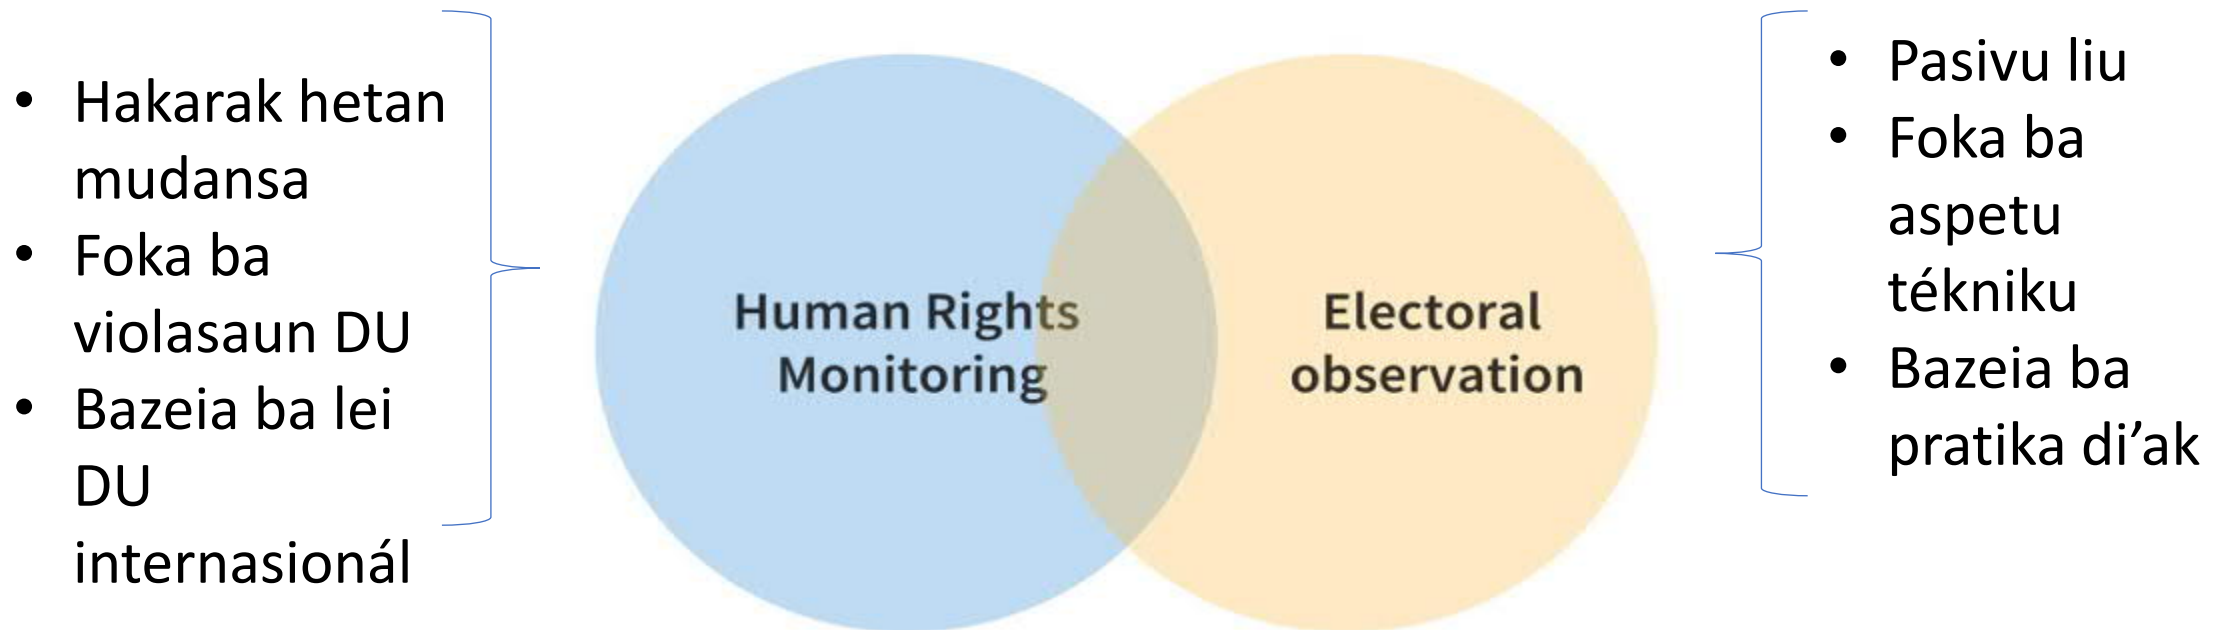 • Hakarak hetan
mudansa
• Foka ba
violasaun DU
• Bazeia ba lei
DU
internasionál
Human Rights
Monitoring
Electoral
observation
• Pasivu liu
• Foka ba
aspetu
tékniku
• Bazeia ba
pratika di’ak